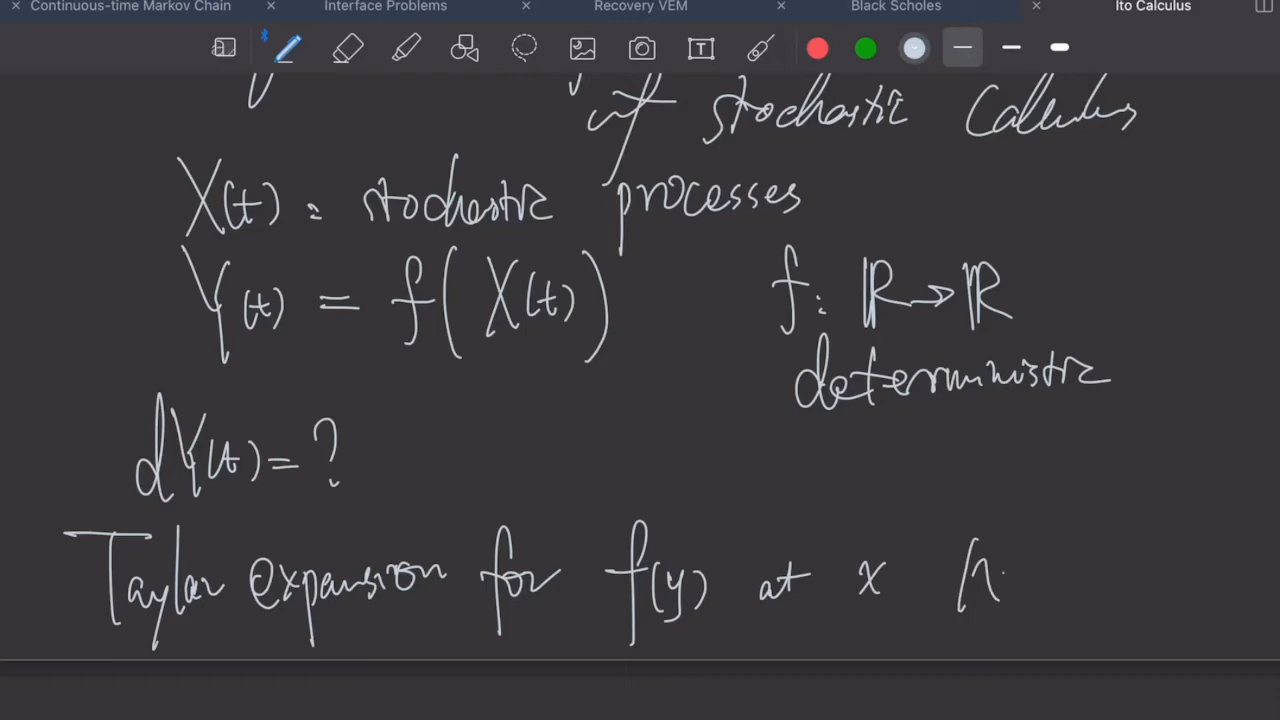 × Continuous-time Markov Chain × Interface Problems × Recovery VEM × Black Scholes × Ito Calculus
T
stochastic Calculus
X(t) : stochastic processes
Y(t) = f(X(t)) f: ℝ→ℝ
deterministic
dY(t) = ?
Taylor expansion for f(y) at x